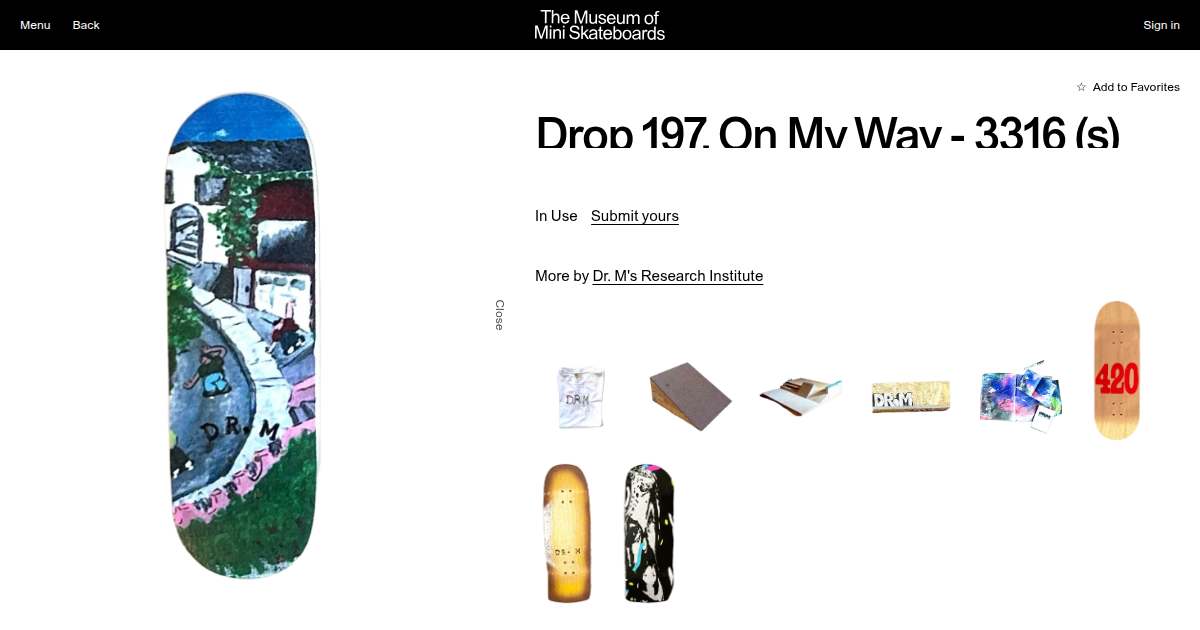 Menu
Back
The Museum of
Mini Skateboards
Sign in
☆ Add to Favorites
Drop 197. On My Way - 3316 (s)
In Use
Submit yours
More by Dr. M's Research Institute
Close
DR. M
DRM
DR.M
420
DR. M